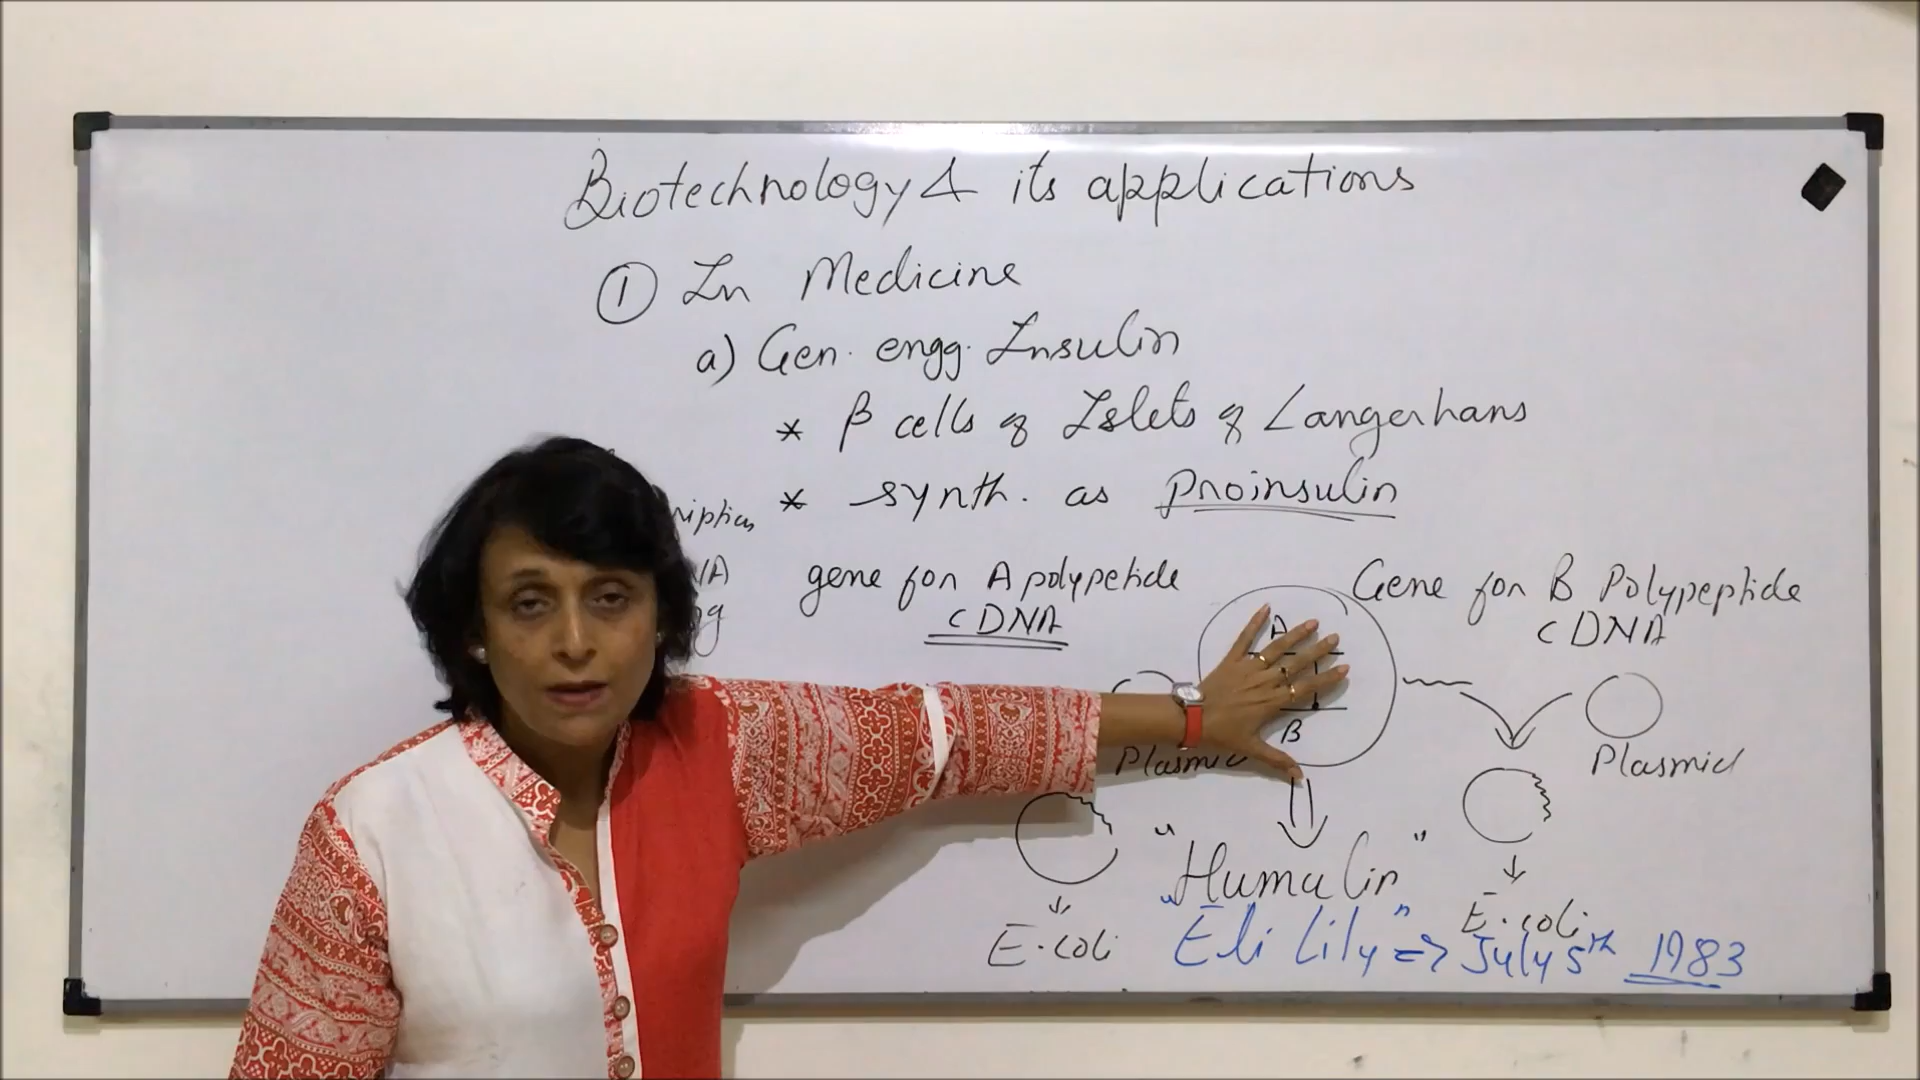 Biotechnology & its applications
① In Medicine
a) Gen. engg. Insulin
* β cells of Islets of Langerhans
* synth. as proinsulin
gene for A polypetide
cDNA
Gene for B Polypeptide
cDNA
A
B
Plasmid
Plasmid
"Humulin"
E.coli
E.coli
"Eli Lily" => July 5th 1983